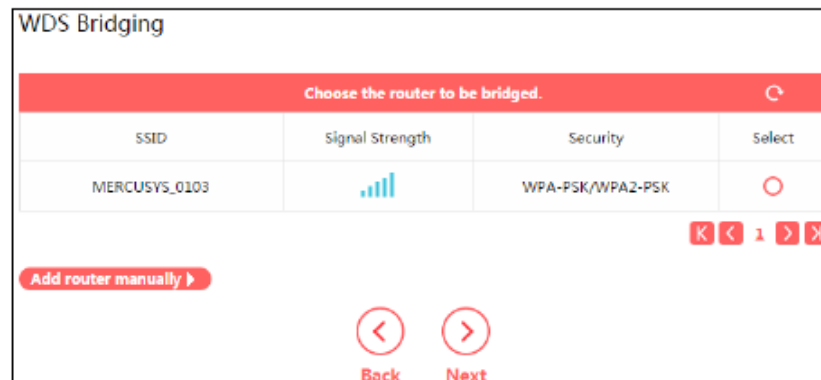 WDS Bridging
Choose the router to be bridged.
SSID Signal Strength Security Select
MERCUSYS_0103 WPA-PSK/WPA2-PSK
1
Add router manually
Back Next